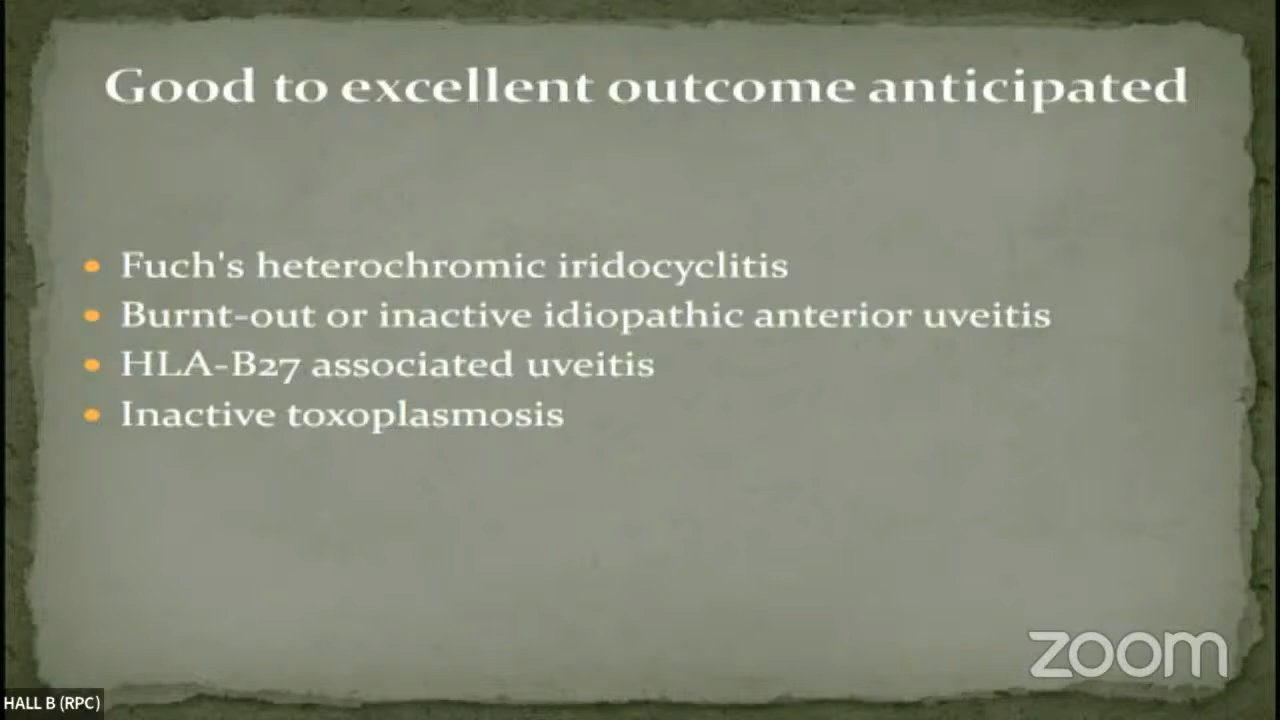 Good to excellent outcome anticipated
• Fuch's heterochromic iridocyclitis
• Burnt-out or inactive idiopathic anterior uveitis
• HLA-B27 associated uveitis
• Inactive toxoplasmosis
zoom
HALL B (RPC)